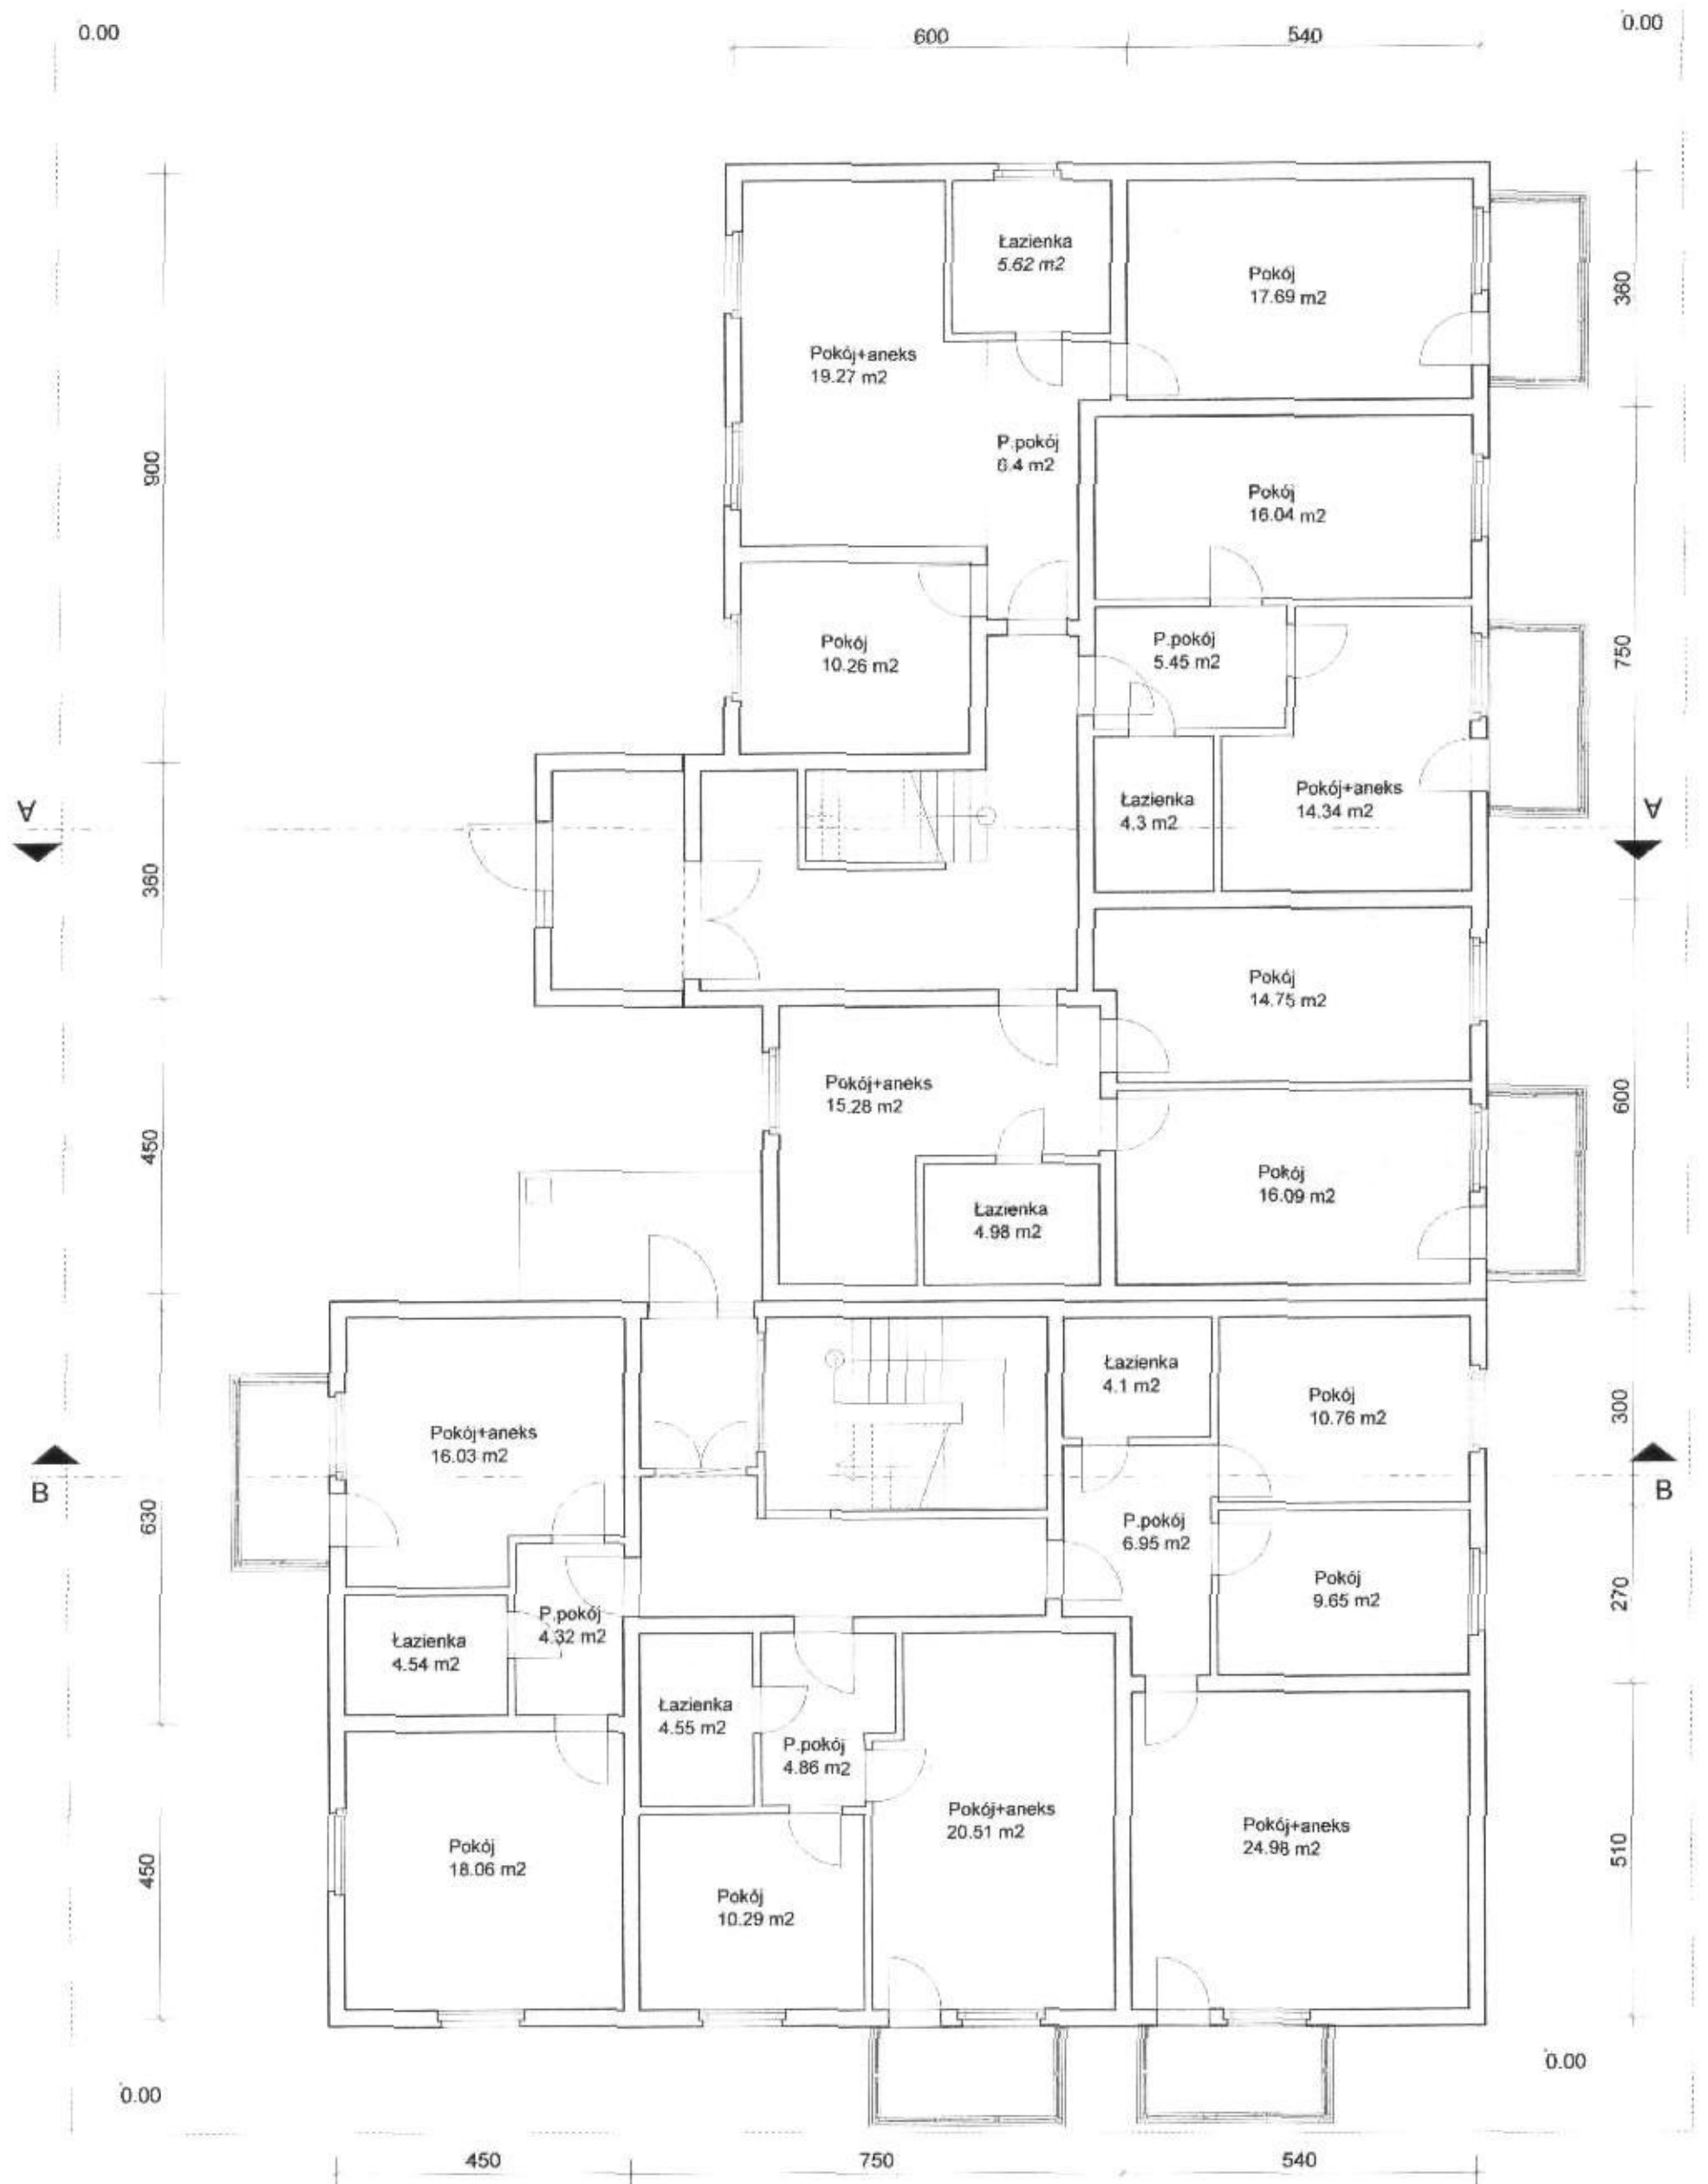 0.00
600
540
0.00
Łazienka
5.62 m2
Pokój
17.69 m2
360
Pokój+aneks
19.27 m2
P.pokój
6.4 m2
900
Pokój
16.04 m2
Pokój
10.26 m2
P.pokój
5.45 m2
750
A
Łazienka
4.3 m2
Pokój+aneks
14.34 m2
A
360
Pokój
14.75 m2
Pokój+aneks
15.28 m2
600
450
Pokój
16.09 m2
Łazienka
4.98 m2
Łazienka
4.1 m2
Pokój
10.76 m2
300
Pokój+aneks
16.03 m2
B
B
630
P.pokój
6.95 m2
Pokój
9.65 m2
270
P.pokój
4.32 m2
Łazienka
4.54 m2
Łazienka
4.55 m2
P.pokój
4.86 m2
Pokój+aneks
20.51 m2
Pokój+aneks
24.98 m2
510
Pokój
18.06 m2
450
Pokój
10.29 m2
0.00
0.00
450
750
540